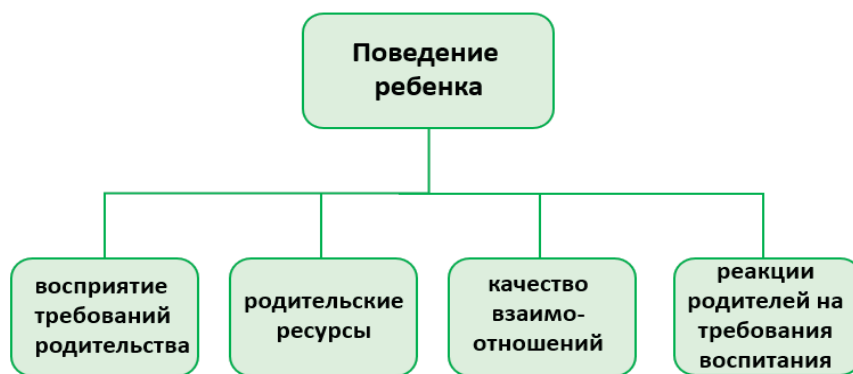 Поведение
ребенка
восприятие
требований
родительства
родительские
ресурсы
качество
взаимо-
отношений
реакции
родителей на
требования
воспитания